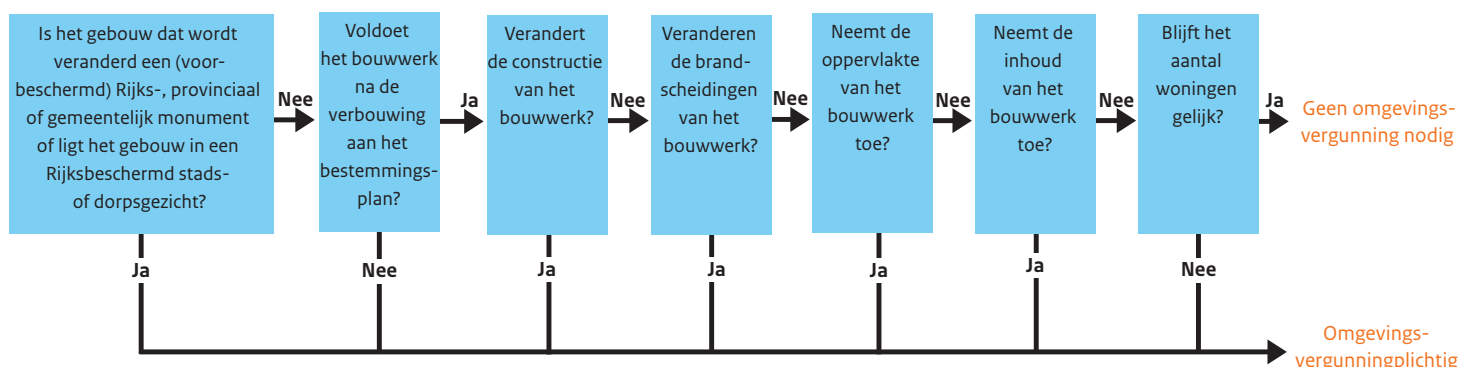 Is het gebouw dat wordt
veranderd een (voor-
beschermd) Rijks-, provinciaal
of gemeentelijk monument
of ligt het gebouw in een
Rijksbeschermd stads-
of dorpsgezicht?
Nee
Ja
Voldoet
het bouwwerk
na de
verbouwing
aan het
bestemmings-
plan?
Ja
Nee
Verandert
de constructie
van het
bouwwerk?
Nee
Ja
Veranderen
de brand-
scheidingen
van het
bouwwerk?
Nee
Ja
Neemt de
oppervlakte
van het
bouwwerk
toe?
Nee
Ja
Neemt de
inhoud
van het
bouwwerk
toe?
Nee
Ja
Blijft het
aantal
woningen
gelijk?
Ja
Nee
Geen omgevings-
vergunning nodig
Omgevings-
vergunningplichtig